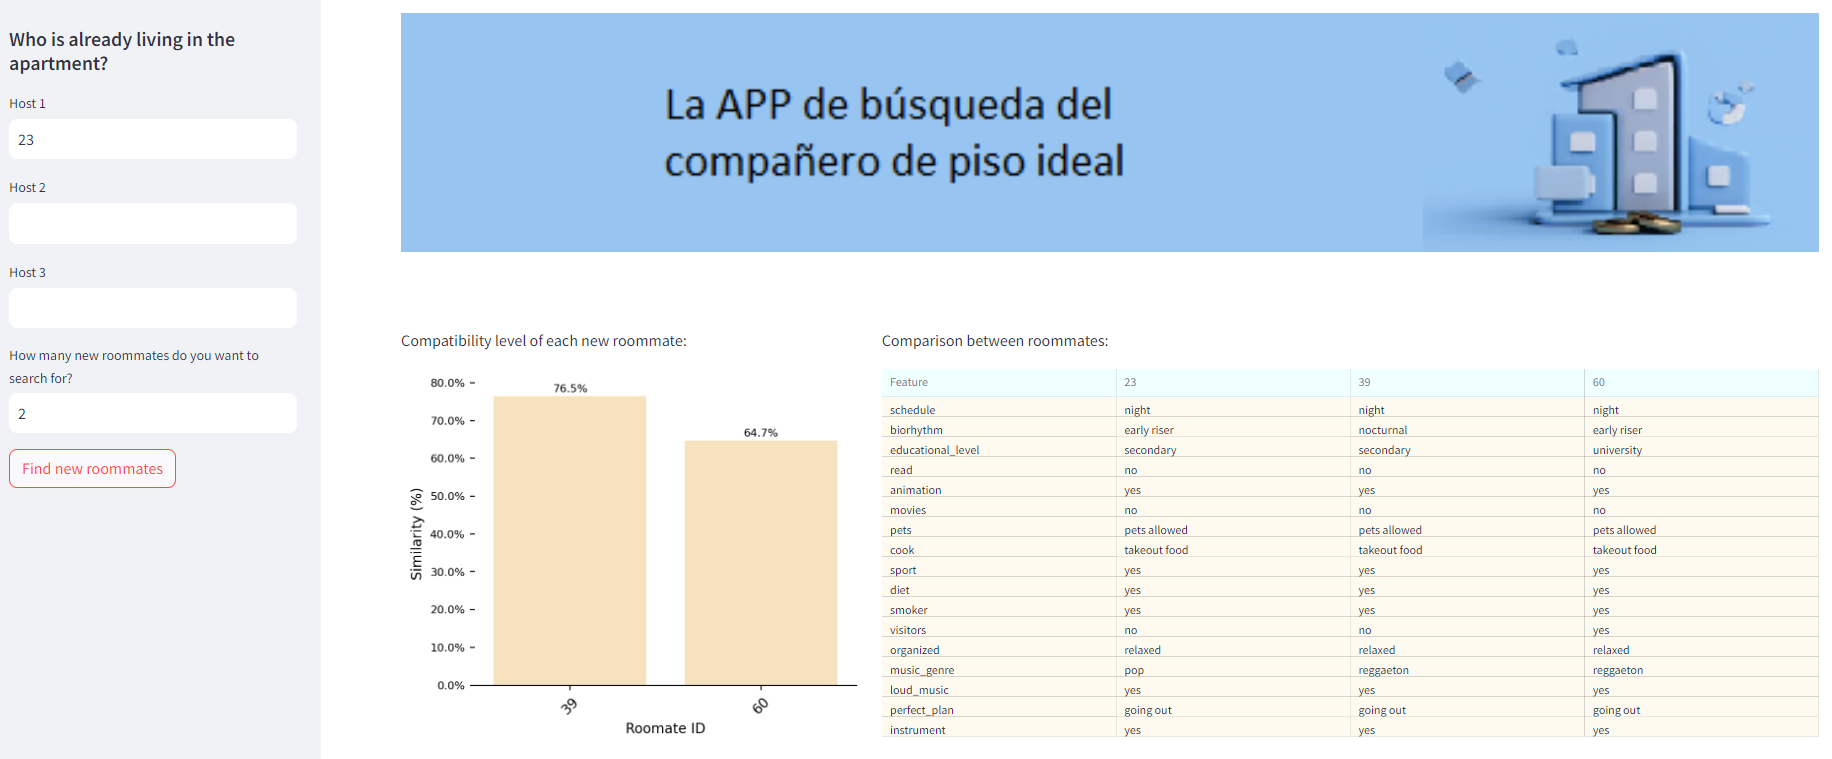 Who is already living in the
apartment?
Host 1
23
Host 2
Host 3
How many new roommates do you want to
search for?
2
Find new roommates
La APP de búsqueda del
compañero de piso ideal
Compatibility level of each new roommate:
80.0%
70.0%
60.0%
50.0%
40.0%
30.0%
20.0%
10.0%
0.0%
Similarity (%)
76.5%
64.7%
39
60
Roomate ID
Comparison between roommates:
Feature 23 39 60
schedule night night night
biorhythm early riser nocturnal early riser
educational_level secondary secondary university
read no no no
animation yes yes yes
movies no no no
pets pets allowed pets allowed pets allowed
cook takeout food takeout food takeout food
sport yes yes yes
diet yes yes yes
smoker yes yes yes
visitors no no yes
organized relaxed relaxed relaxed
music_genre pop reggaeton reggaeton
loud_music yes yes yes
perfect_plan going out going out going out
instrument yes yes yes